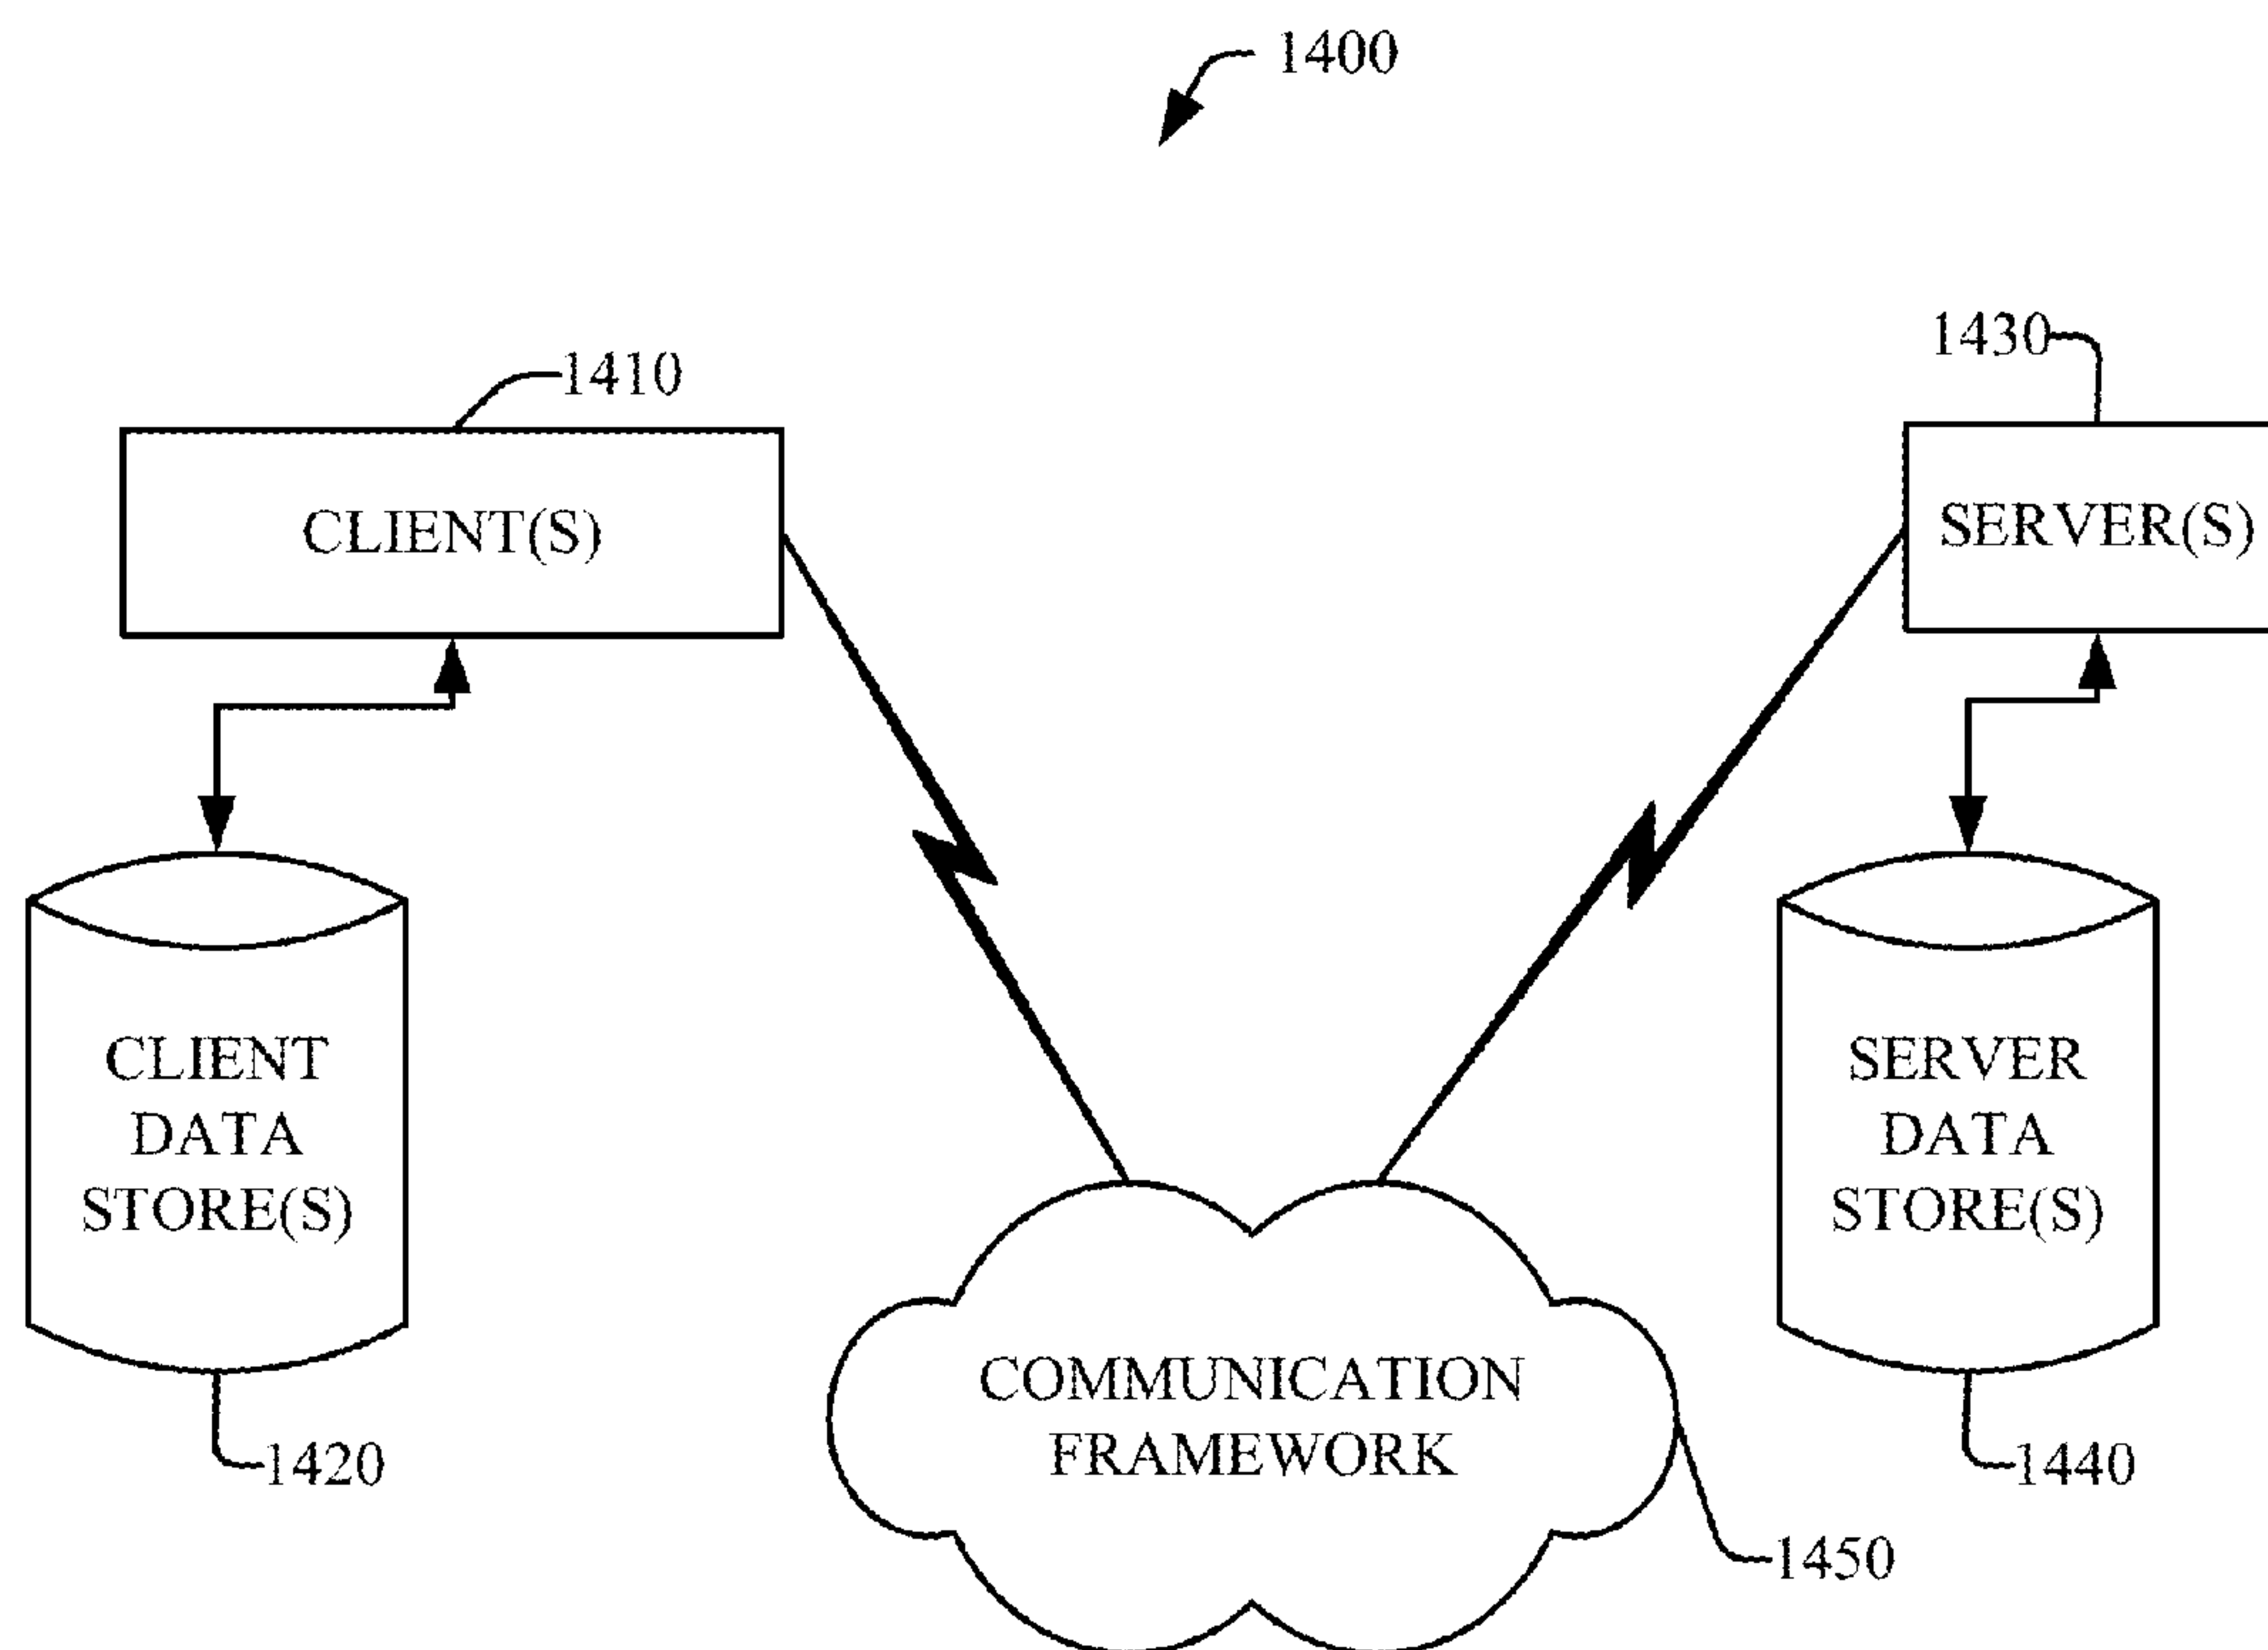 1400
1430
1410
CLIENT(S)
SERVER(S)
CLIENT
DATA
STORE(S)
SERVER
DATA
STORE(S)
COMMUNICATION
FRAMEWORK
1420
1440
1450